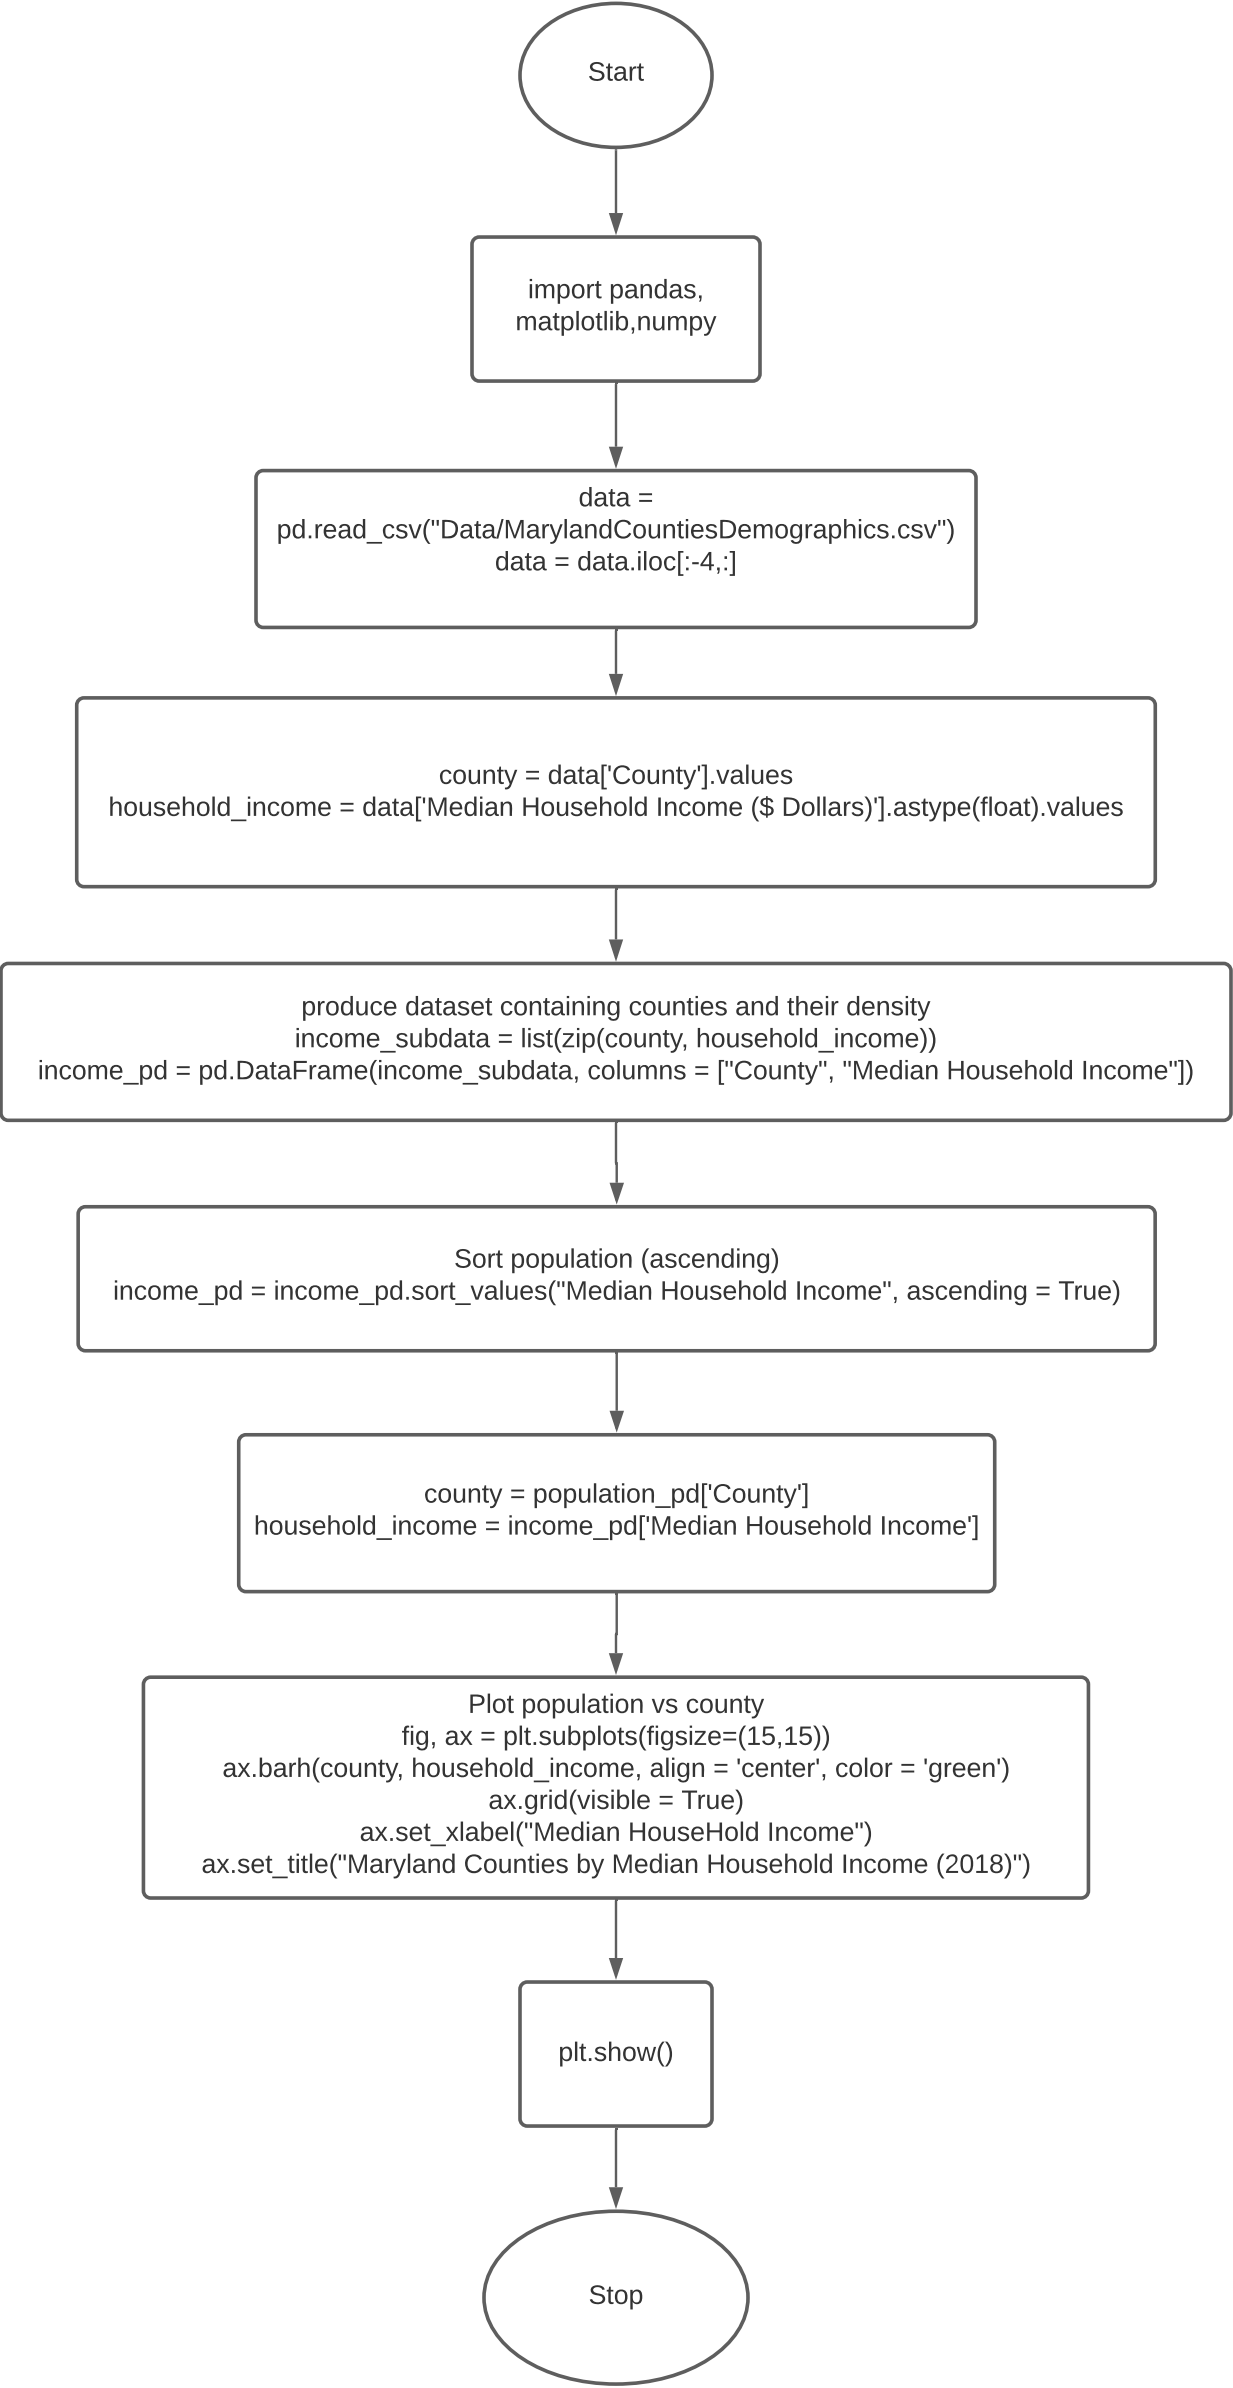 Start
import pandas,
matplotlib,numpy
data =
pd.read_csv("Data/MarylandCountiesDemographics.csv")
data = data.iloc[:-4,:]
county = data['County'].values
household_income = data['Median Household Income ($ Dollars)'].astype(float).values
produce dataset containing counties and their density
income_subdata = list(zip(county, household_income))
income_pd = pd.DataFrame(income_subdata, columns = ["County", "Median Household Income"])
Sort population (ascending)
income_pd = income_pd.sort_values("Median Household Income", ascending = True)
county = population_pd['County']
household_income = income_pd['Median Household Income']
Plot population vs county
fig, ax = plt.subplots(figsize=(15,15))
ax.barh(county, household_income, align = 'center', color = 'green')
ax.grid(visible = True)
ax.set_xlabel("Median HouseHold Income")
ax.set_title("Maryland Counties by Median Household Income (2018)")
plt.show()
Stop